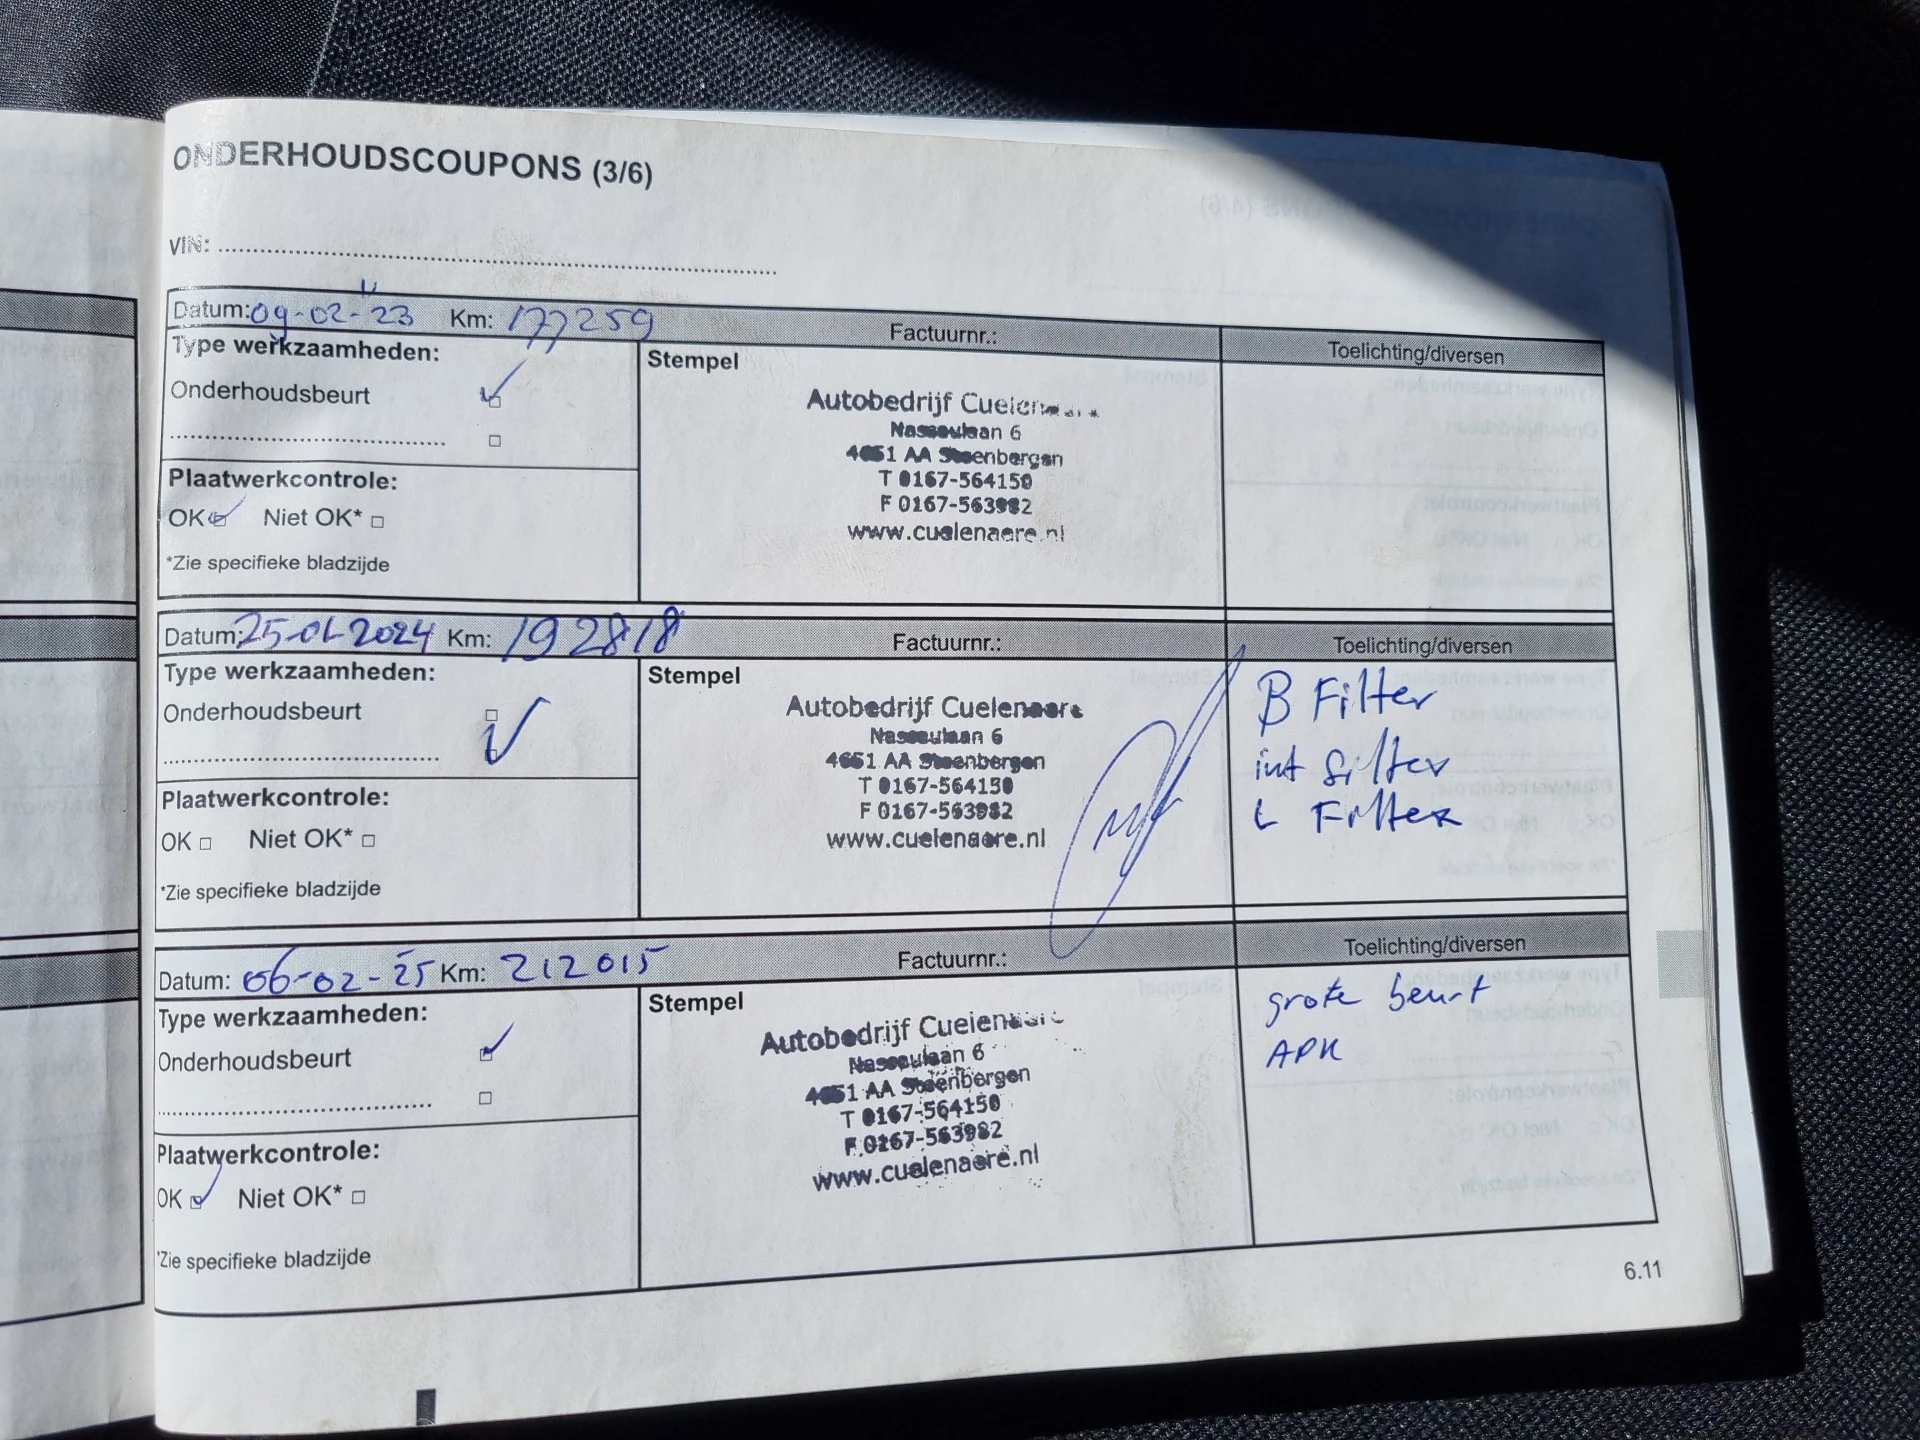 ONDERHOUDSCOUPONS (3/6)
VIN:
Datum: 09-02-'23 Km: 177259 Factuurnr.: Toelichting/diversen
Type werkzaamheden: Stempel
Onderhoudsbeurt
Autobedrijf
Nassaulaan 6
4651 AA Steenbergen
T 0167-564150
F 0167-563982
www.cuelenaere.nl
Plaatwerkcontrole:
OK Niet OK*
*Zie specifieke bladzijde
Datum: 25-01-2024 Km: 192818 Factuurnr.: Toelichting/diversen
Type werkzaamheden: Stempel
Onderhoudsbeurt
Autobedrijf Cuelenaere
Nassaulaan 6
4651 AA Steenbergen
T 0167-564150
F 0167-563982
www.cuelenaere.nl
B Filter
int filter
L Filter
Plaatwerkcontrole:
OK Niet OK*
*Zie specifieke bladzijde
Datum: 06-02-25 Km: 212015 Factuurnr.: Toelichting/diversen
Type werkzaamheden: Stempel
Onderhoudsbeurt
Autobedrijf Cuelenaere
Nassaulaan 6
4651 AA Steenbergen
T 0167-564150
F 0167-563982
www.cuelenaere.nl
grote beurt
APK
Plaatwerkcontrole:
OK Niet OK*
*Zie specifieke bladzijde
6.11